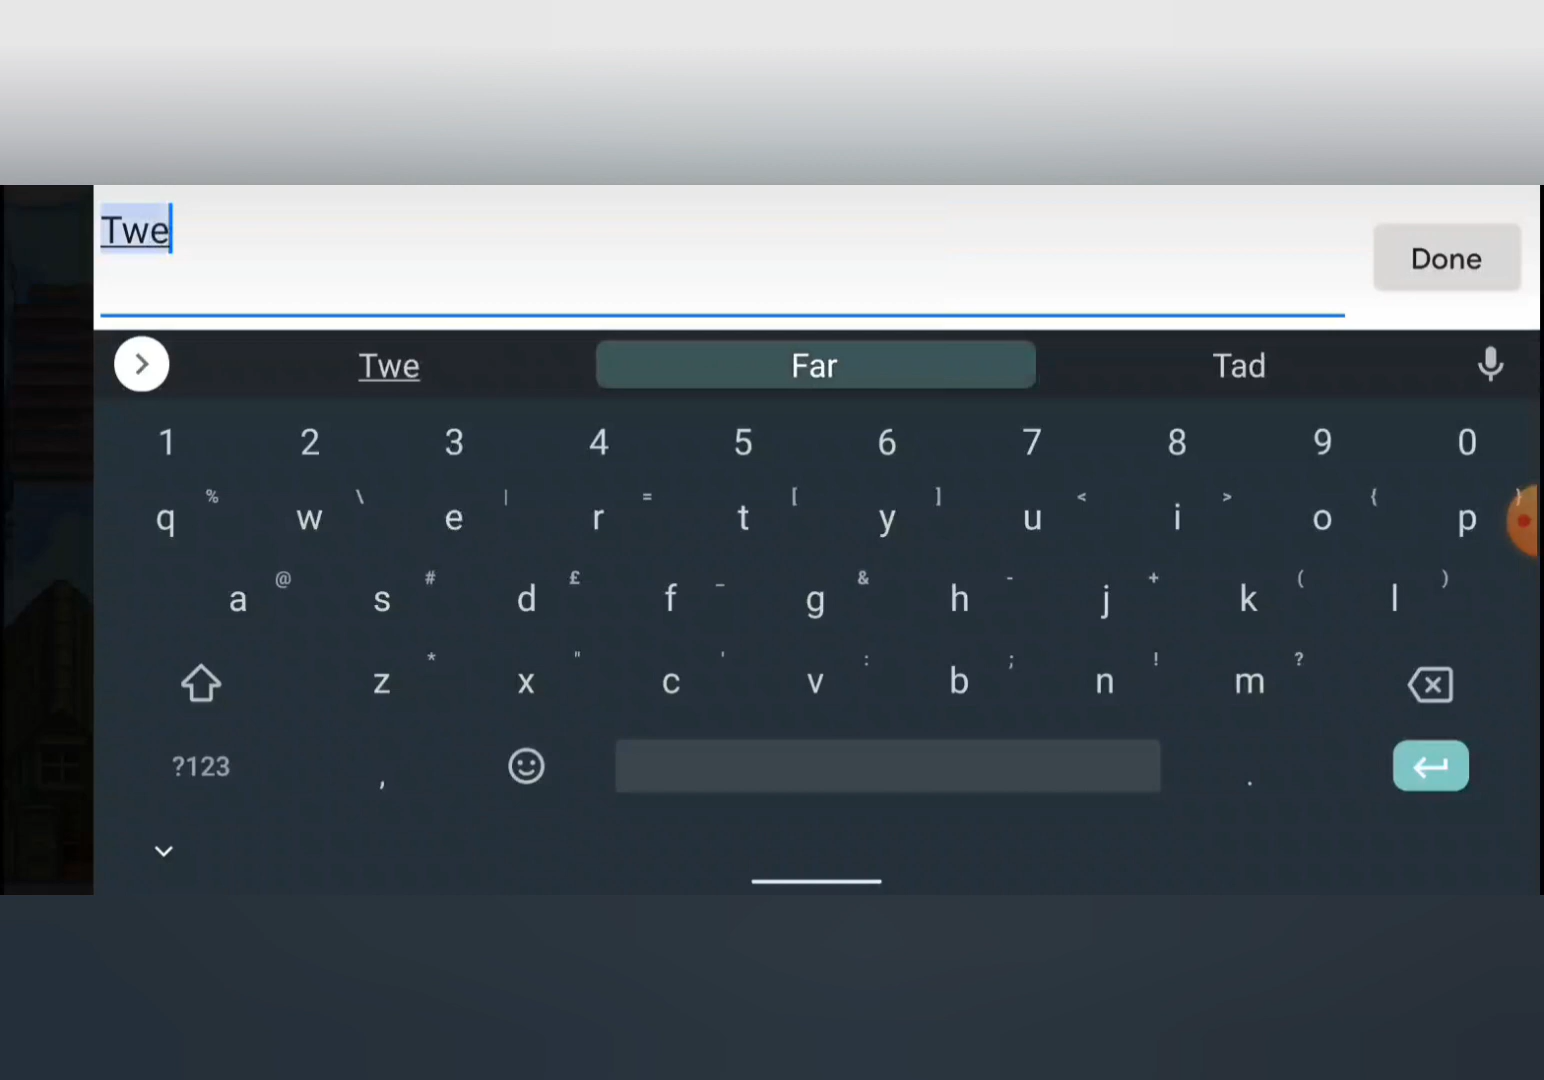 Twe
Done
Twe Far Tad
1 2 3 4 5 6 7 8 9 0
% \ | = [ ] < > { }
q w e r t y u i o p
@ # £ _ & - + ( )
a s d f g h j k l
* " ' : ; ! ?
z x c v b n m
?123 , .